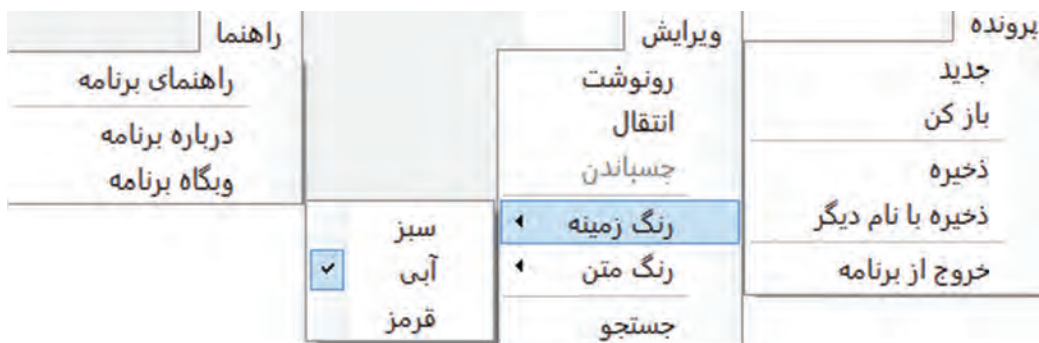 پرونده
جدید
باز کن
ذخیره
ذخیره با نام دیگر
خروج از برنامه
ویرایش
رونوشت
انتقال
چسباندن
رنگ زمینه
رنگ متن
جستجو
سبز
آبی
قرمز
راهنما
راهنمای برنامه
درباره برنامه
وبگاه برنامه